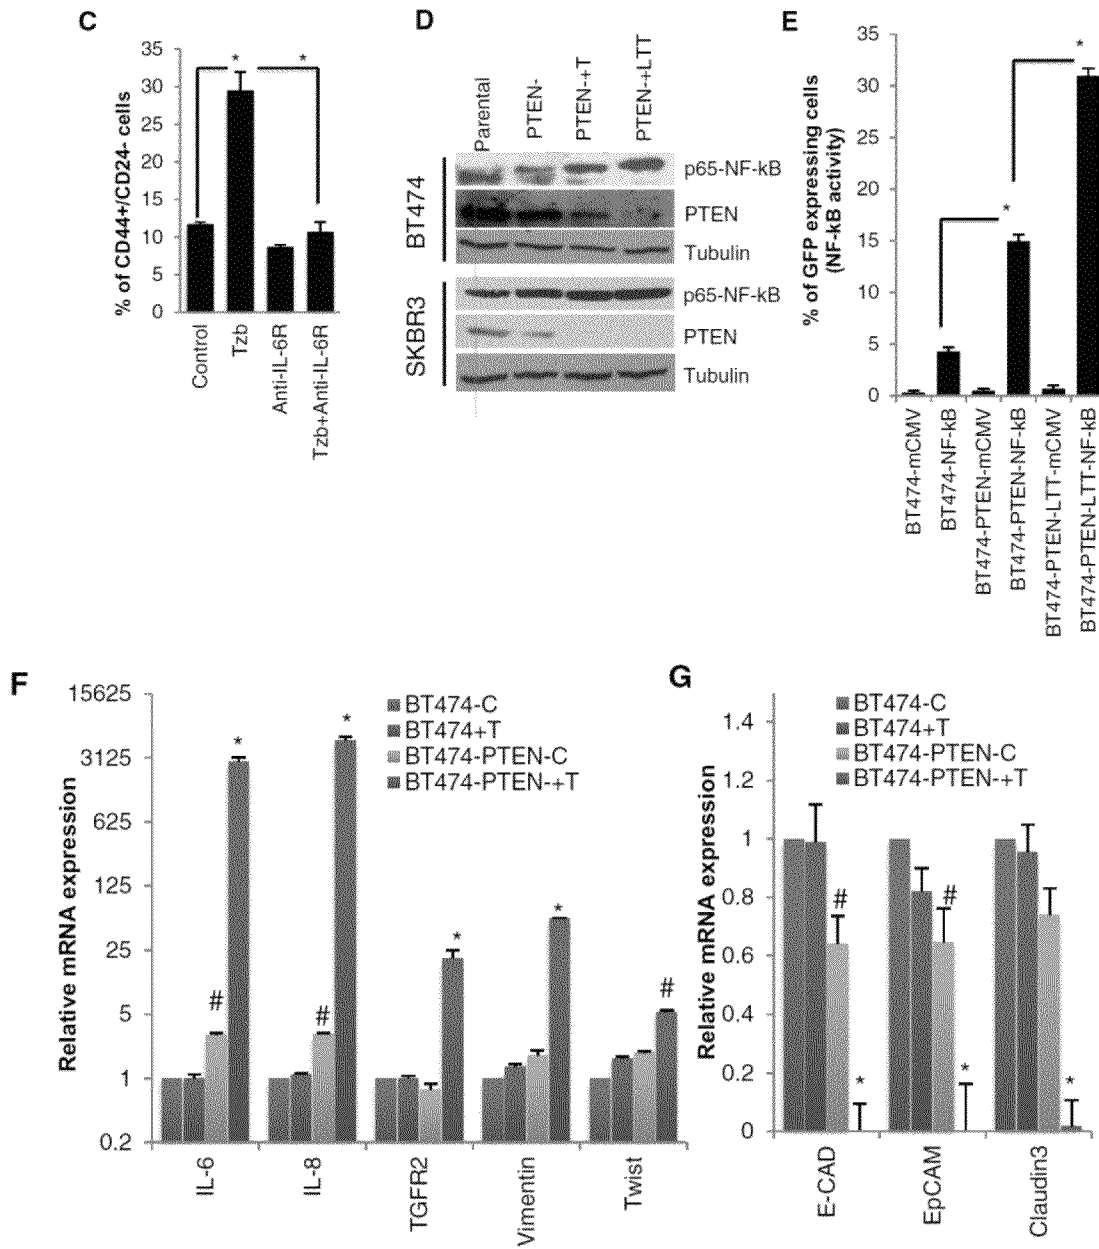 C
% of CD44+/CD24- cells
35
30
25
20
15
10
5
0
*
*
Control
Tzb
Anti-IL-6R
Tzb+Anti-IL-6R
D
Parental
PTEN-
PTEN-+T
PTEN-+LTT
BT474
p65-NF-kB
PTEN
Tubulin
SKBR3
p65-NF-kB
PTEN
Tubulin
E
% of GFP expressing cells
(NF-kB activity)
35
30
25
20
15
10
5
0
*
*
BT474-mCMV
BT474-NF-kB
BT474-PTEN-mCMV
BT474-PTEN-NF-kB
BT474-PTEN-LTT-mCMV
BT474-PTEN-LTT-NF-kB
F
Relative mRNA expression
15625
3125
625
125
25
5
1
0.2
BT474-C
BT474+T
BT474-PTEN-C
BT474-PTEN-+T
#
*
#
*
*
*
#
IL-6
IL-8
TGFR2
Vimentin
Twist
G
Relative mRNA expression
1.4
1.2
1
0.8
0.6
0.4
0.2
0
BT474-C
BT474+T
BT474-PTEN-C
BT474-PTEN-+T
#
*
#
*
*
E-CAD
EpCAM
Claudin3